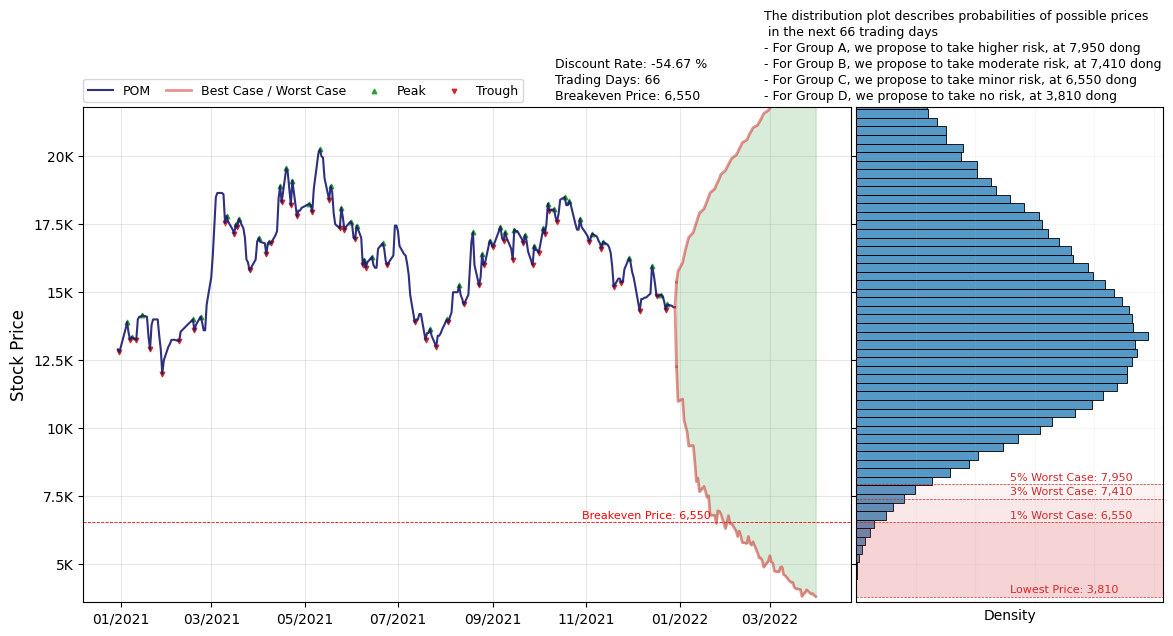 The distribution plot describes probabilities of possible prices
in the next 66 trading days
- For Group A, we propose to take higher risk, at 7,950 dong
- For Group B, we propose to take moderate risk, at 7,410 dong
- For Group C, we propose to take minor risk, at 6,550 dong
- For Group D, we propose to take no risk, at 3,810 dong
Discount Rate: -54.67 %
Trading Days: 66
Breakeven Price: 6,550
POM
Best Case / Worst Case
Peak
Trough
Stock Price
20K
17.5K
15K
12.5K
10K
7.5K
5K
Breakeven Price: 6,550
5% Worst Case: 7,950
3% Worst Case: 7,410
1% Worst Case: 6,550
Lowest Price: 3,810
01/2021
03/2021
05/2021
07/2021
09/2021
11/2021
01/2022
03/2022
Density